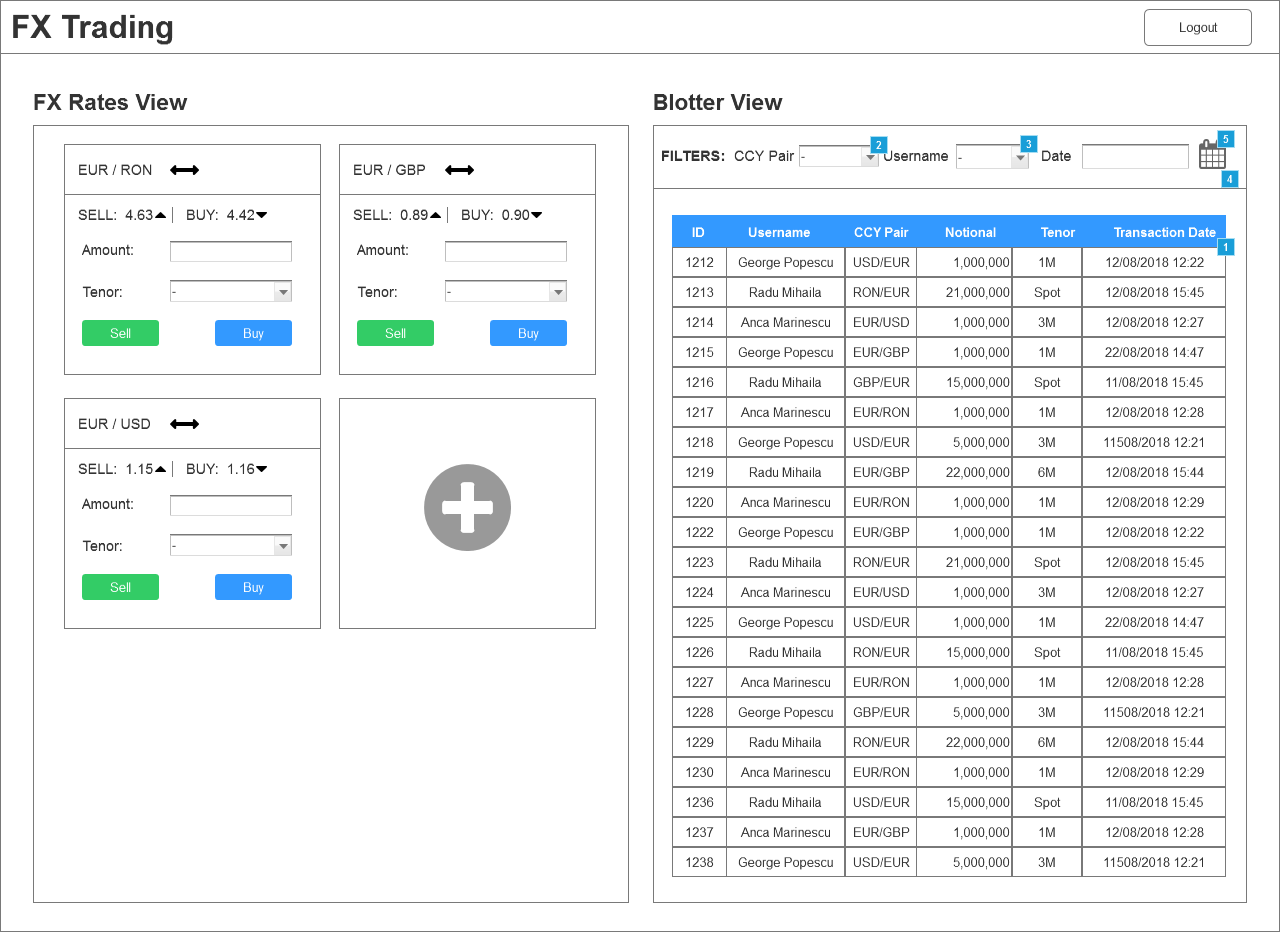 FX Trading
Logout
FX Rates View
EUR / RON
SELL: 4.63 BUY: 4.42
Amount:
Tenor: -
Sell Buy
EUR / GBP
SELL: 0.89 BUY: 0.90
Amount:
Tenor: -
Sell Buy
EUR / USD
SELL: 1.15 BUY: 1.16
Amount:
Tenor: -
Sell Buy
Blotter View
FILTERS: CCY Pair - 2 Username - 3 Date 5
4
ID Username CCY Pair Notional Tenor Transaction Date
1
1212 George Popescu USD/EUR 1,000,000 1M 12/08/2018 12:22
1213 Radu Mihaila RON/EUR 21,000,000 Spot 12/08/2018 15:45
1214 Anca Marinescu EUR/USD 1,000,000 3M 12/08/2018 12:27
1215 George Popescu EUR/GBP 1,000,000 1M 22/08/2018 14:47
1216 Radu Mihaila GBP/EUR 15,000,000 Spot 11/08/2018 15:45
1217 Anca Marinescu EUR/RON 1,000,000 1M 12/08/2018 12:28
1218 George Popescu USD/EUR 5,000,000 3M 11508/2018 12:21
1219 Radu Mihaila EUR/GBP 22,000,000 6M 12/08/2018 15:44
1220 Anca Marinescu EUR/RON 1,000,000 1M 12/08/2018 12:29
1222 George Popescu EUR/GBP 1,000,000 1M 12/08/2018 12:22
1223 Radu Mihaila RON/EUR 21,000,000 Spot 12/08/2018 15:45
1224 Anca Marinescu EUR/USD 1,000,000 3M 12/08/2018 12:27
1225 George Popescu USD/EUR 1,000,000 1M 22/08/2018 14:47
1226 Radu Mihaila RON/EUR 15,000,000 Spot 11/08/2018 15:45
1227 Anca Marinescu EUR/RON 1,000,000 1M 12/08/2018 12:28
1228 George Popescu GBP/EUR 5,000,000 3M 11508/2018 12:21
1229 Radu Mihaila RON/EUR 22,000,000 6M 12/08/2018 15:44
1230 Anca Marinescu EUR/RON 1,000,000 1M 12/08/2018 12:29
1236 Radu Mihaila USD/EUR 15,000,000 Spot 11/08/2018 15:45
1237 Anca Marinescu EUR/GBP 1,000,000 1M 12/08/2018 12:28
1238 George Popescu USD/EUR 5,000,000 3M 11508/2018 12:21